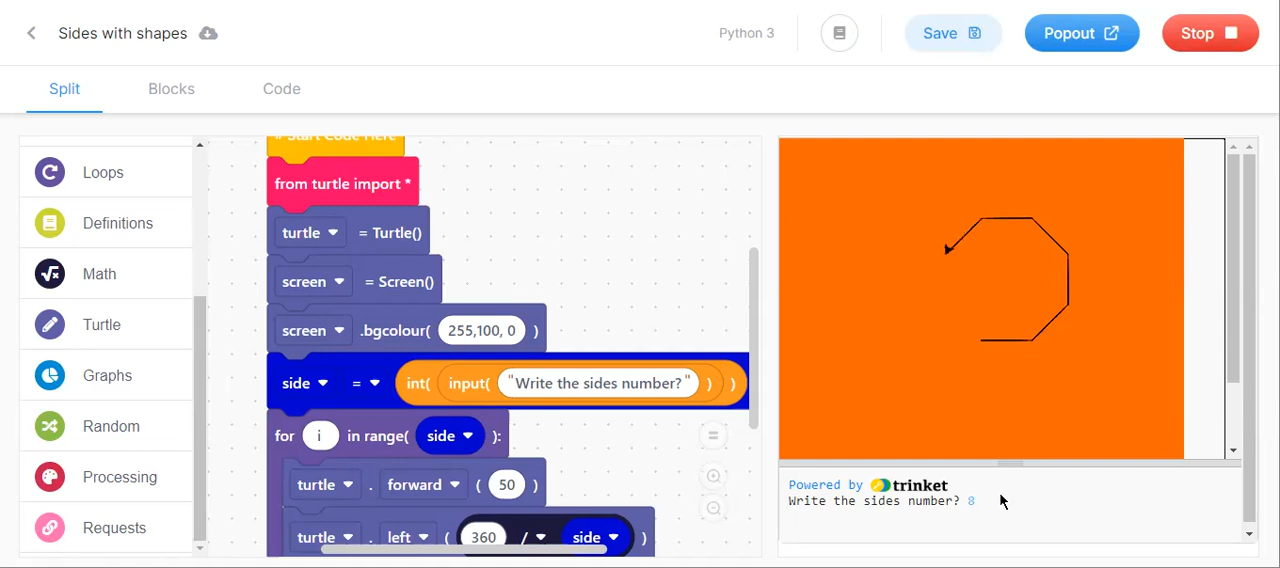 Sides with shapes
Python 3
Save
Popout
Stop
Split
Blocks
Code
Loops
Definitions
Math
Turtle
Graphs
Random
Processing
Requests
# Start Code Here
from turtle import *
turtle = Turtle()
screen = Screen()
screen .bgcolour( 255,100, 0 )
side = int( input( "Write the sides number?" ) )
for i in range( side ):
turtle . forward ( 50 )
turtle . left ( 360 / side )
Powered by trinket
Write the sides number? 8